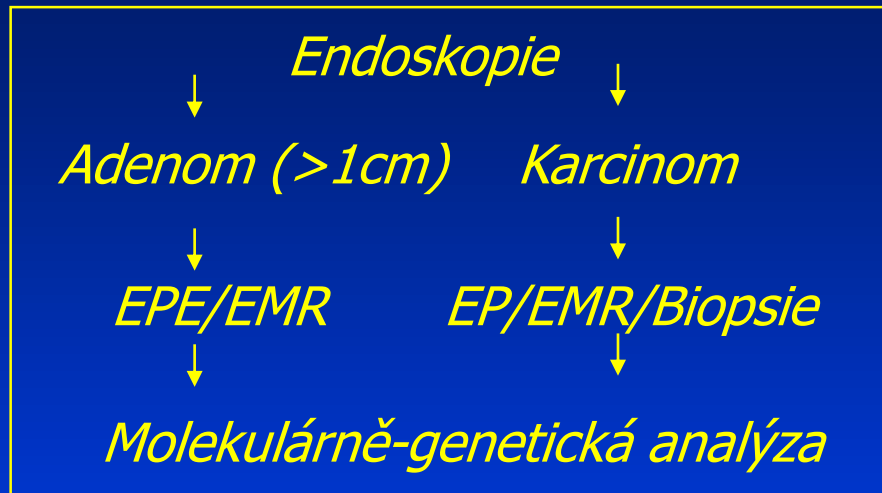 Endoskopie
Adenom (>1cm) Karcinom
EPE/EMR EP/EMR/Biopsie
Molekulárně-genetická analýza